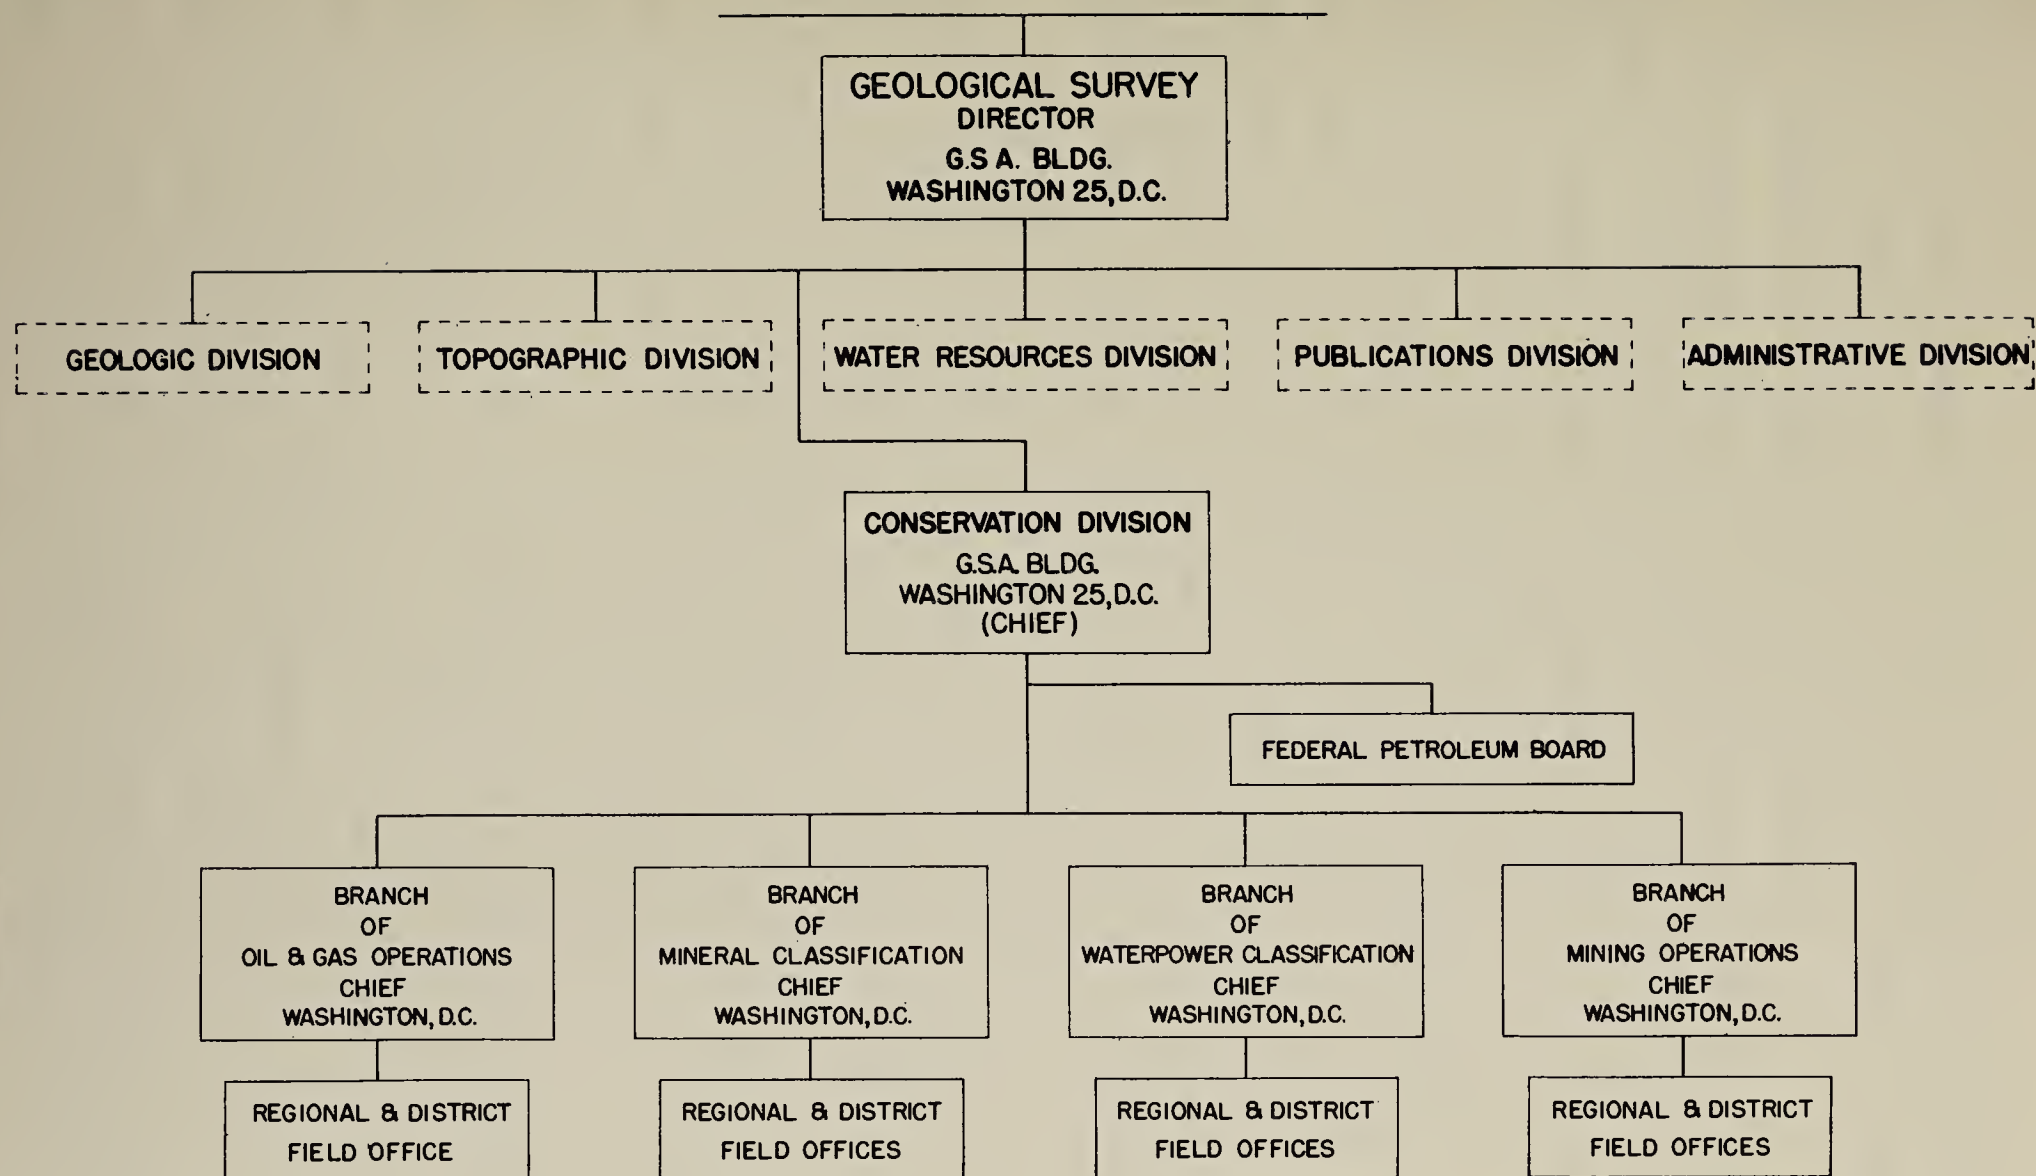 GEOLOGICAL SURVEY
DIRECTOR
G.S A. BLDG.
WASHINGTON 25, D.C.
GEOLOGIC DIVISION
TOPOGRAPHIC DIVISION
WATER RESOURCES DIVISION
PUBLICATIONS DIVISION
ADMINISTRATIVE DIVISION
CONSERVATION DIVISION
G.S.A. BLDG.
WASHINGTON 25, D.C.
(CHIEF)
FEDERAL PETROLEUM BOARD
BRANCH
OF
OIL & GAS OPERATIONS
CHIEF
WASHINGTON, D.C.
BRANCH
OF
MINERAL CLASSIFICATION
CHIEF
WASHINGTON, D.C.
BRANCH
OF
WATERPOWER CLASSIFICATION
CHIEF
WASHINGTON, D.C.
BRANCH
OF
MINING OPERATIONS
CHIEF
WASHINGTON, D.C.
REGIONAL & DISTRICT
FIELD OFFICE
REGIONAL & DISTRICT
FIELD OFFICES
REGIONAL & DISTRICT
FIELD OFFICES
REGIONAL & DISTRICT
FIELD OFFICES